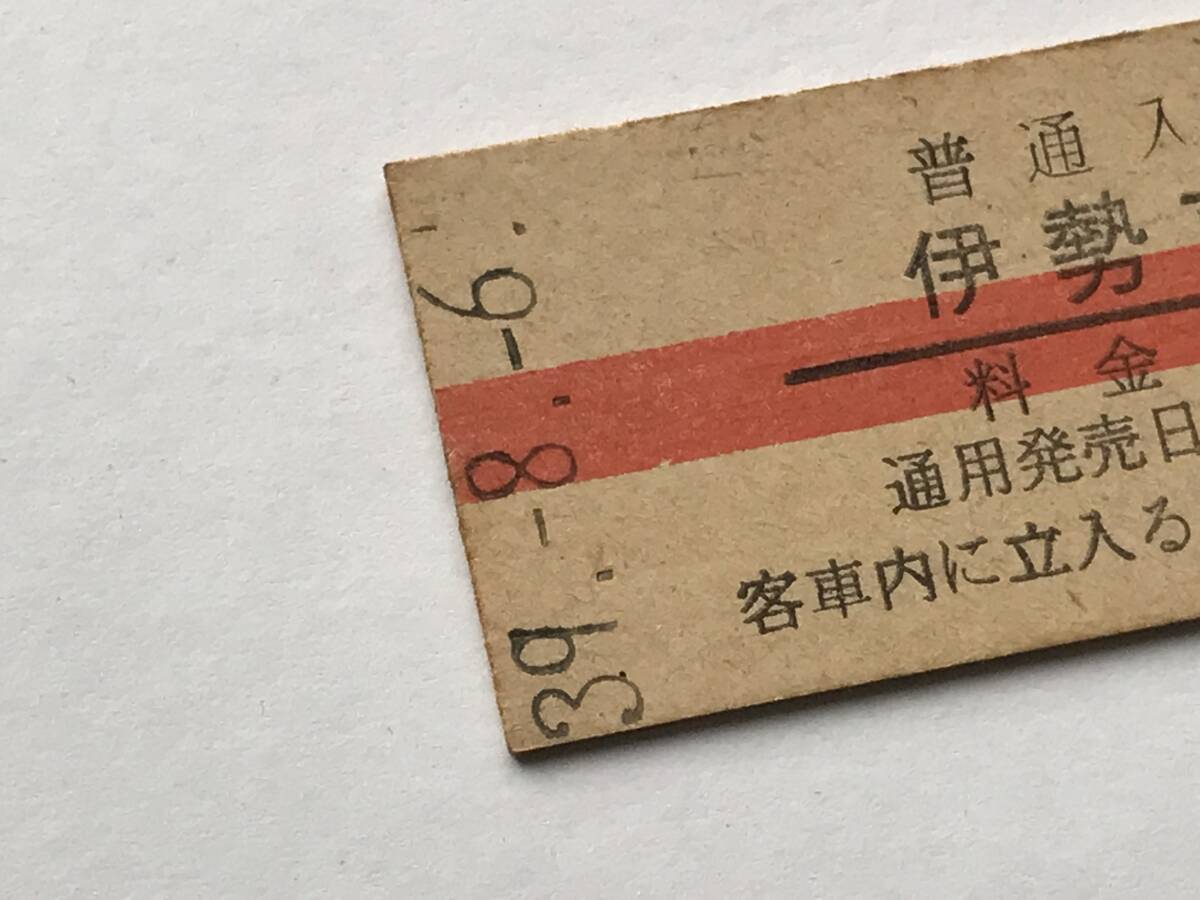 39.-8.-6.
普通入
伊勢
料金
通用発売日
客車内に立入る